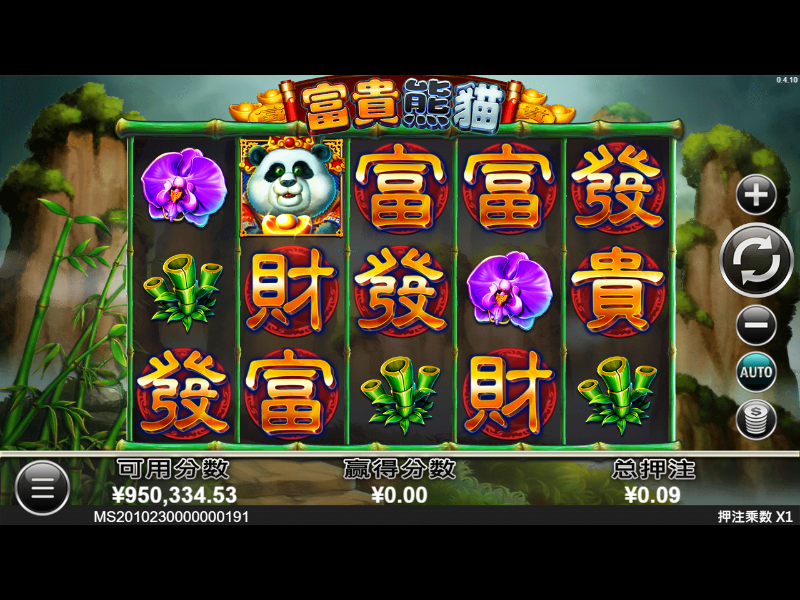 0.4.10
富貴熊貓
富 富 發
財 發 貴
發 富 財
AUTO
可用分数 赢得分数 总押注
¥950,334.53 ¥0.00 ¥0.09
MS2010230000000191 押注乘数 X1